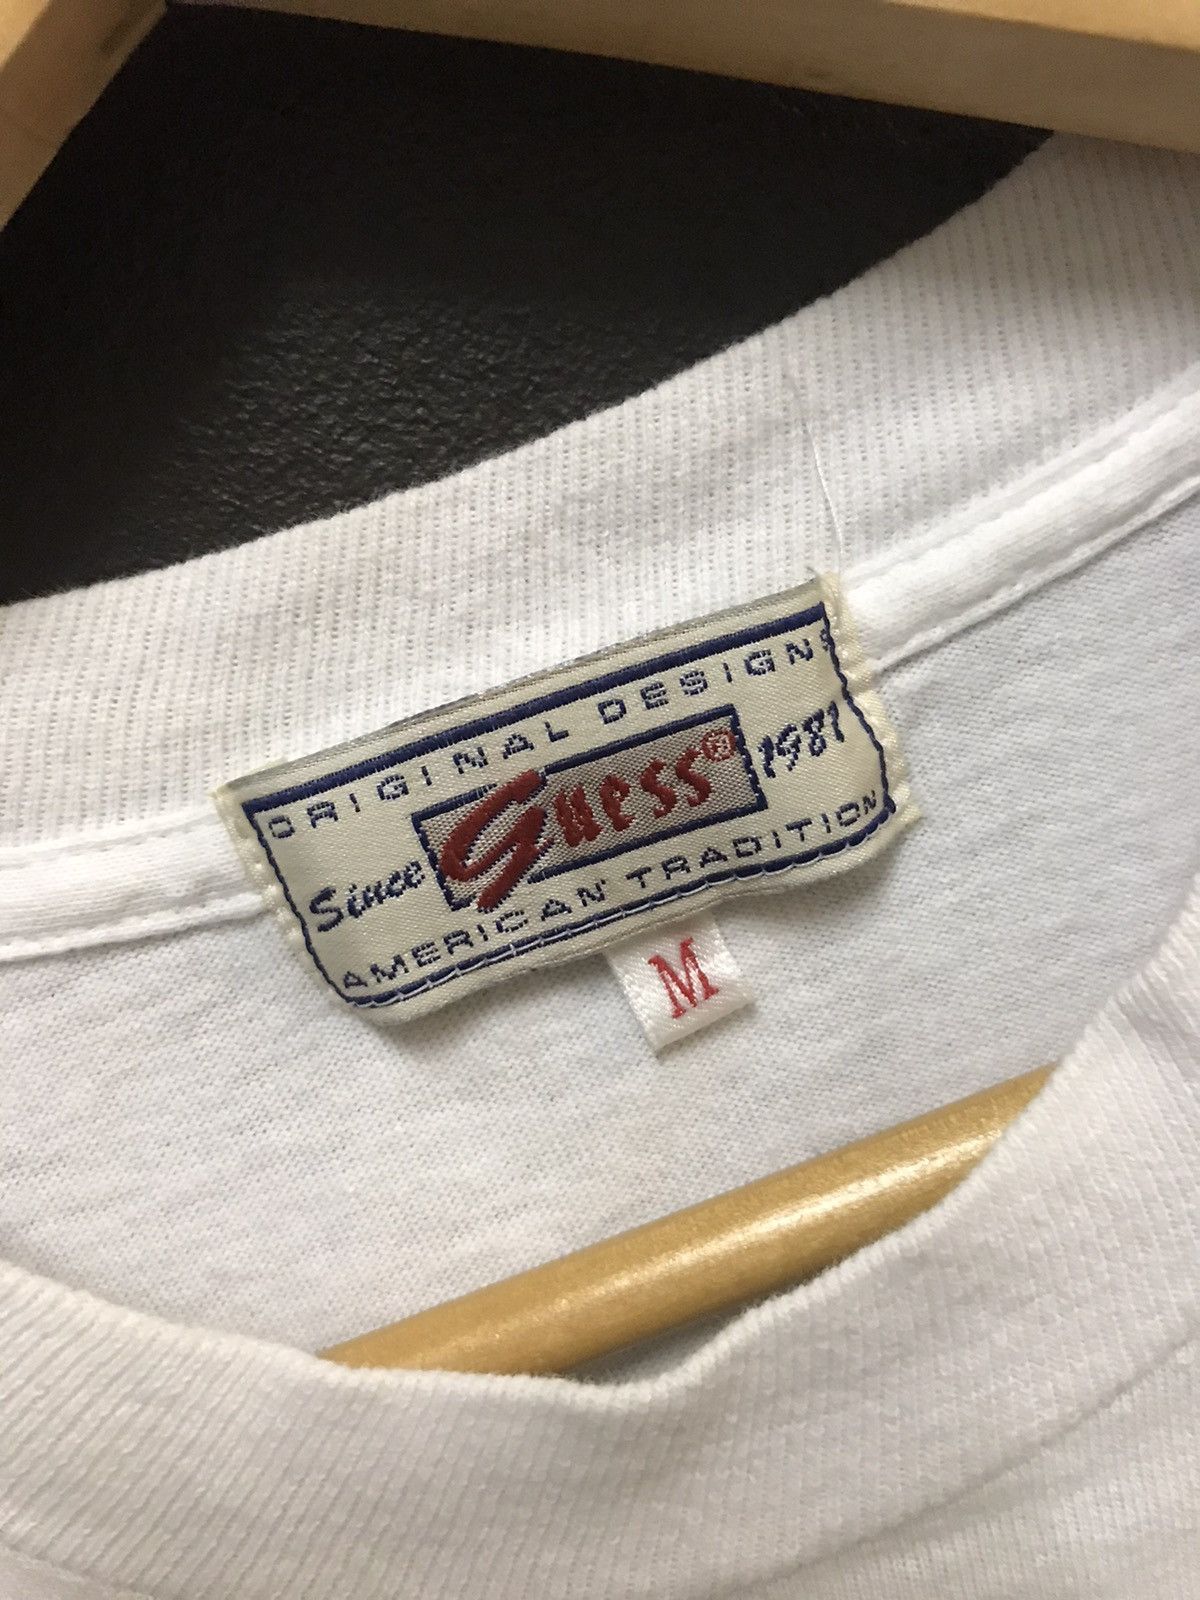 ORIGINAL DESIGNS
Since Guess® 1981
AMERICAN TRADITION
M